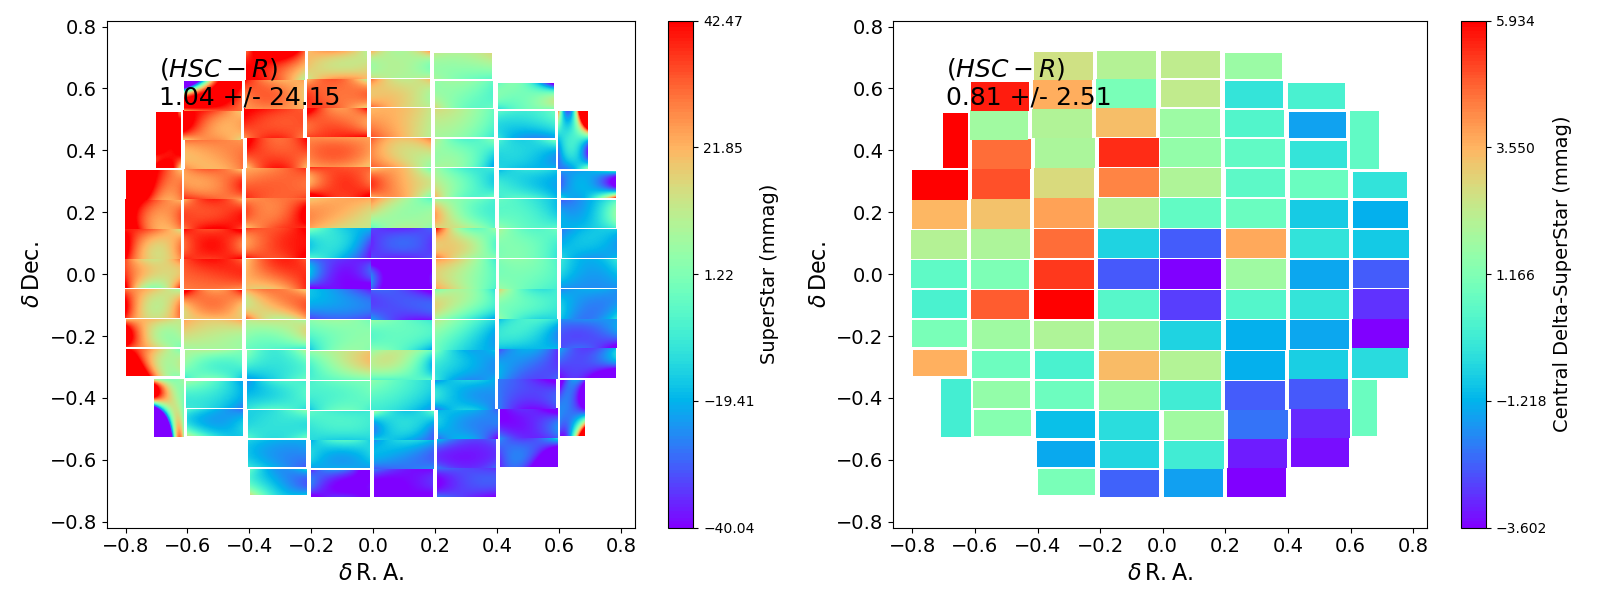 (HSC − R)
1.04 +/- 24.15
0.8
0.6
0.4
0.2
0.0
−0.2
−0.4
−0.6
−0.8
δ Dec.
−0.8 −0.6 −0.4 −0.2 0.0 0.2 0.4 0.6 0.8
δ R. A.
42.47
21.85
1.22
−19.41
−40.04
SuperStar (mmag)
(HSC − R)
0.81 +/- 2.51
0.8
0.6
0.4
0.2
0.0
−0.2
−0.4
−0.6
−0.8
δ Dec.
−0.8 −0.6 −0.4 −0.2 0.0 0.2 0.4 0.6 0.8
δ R. A.
5.934
3.550
1.166
−1.218
−3.602
Central Delta-SuperStar (mmag)